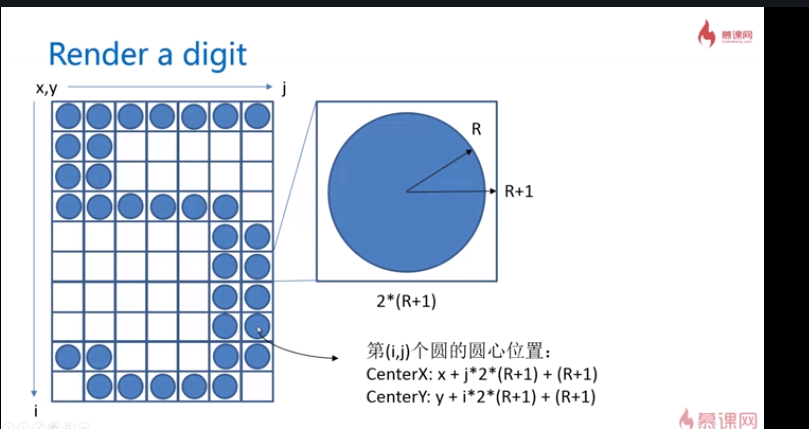 慕课网
Render a digit
x,y
j
R
R+1
2*(R+1)
第(i,j)个圆的圆心位置：
CenterX: x + j*2*(R+1) + (R+1)
CenterY: y + i*2*(R+1) + (R+1)
i
慕课网